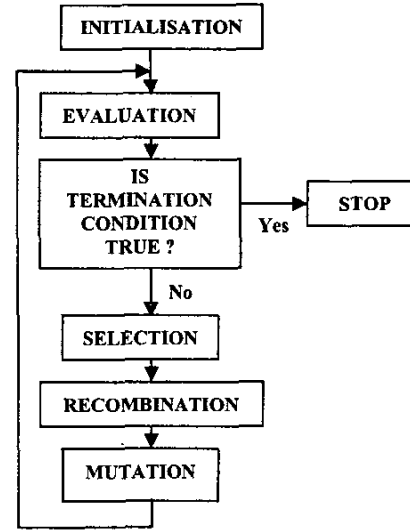 INITIALISATION
EVALUATION
IS
TERMINATION
CONDITION
TRUE ?
Yes
STOP
No
SELECTION
RECOMBINATION
MUTATION